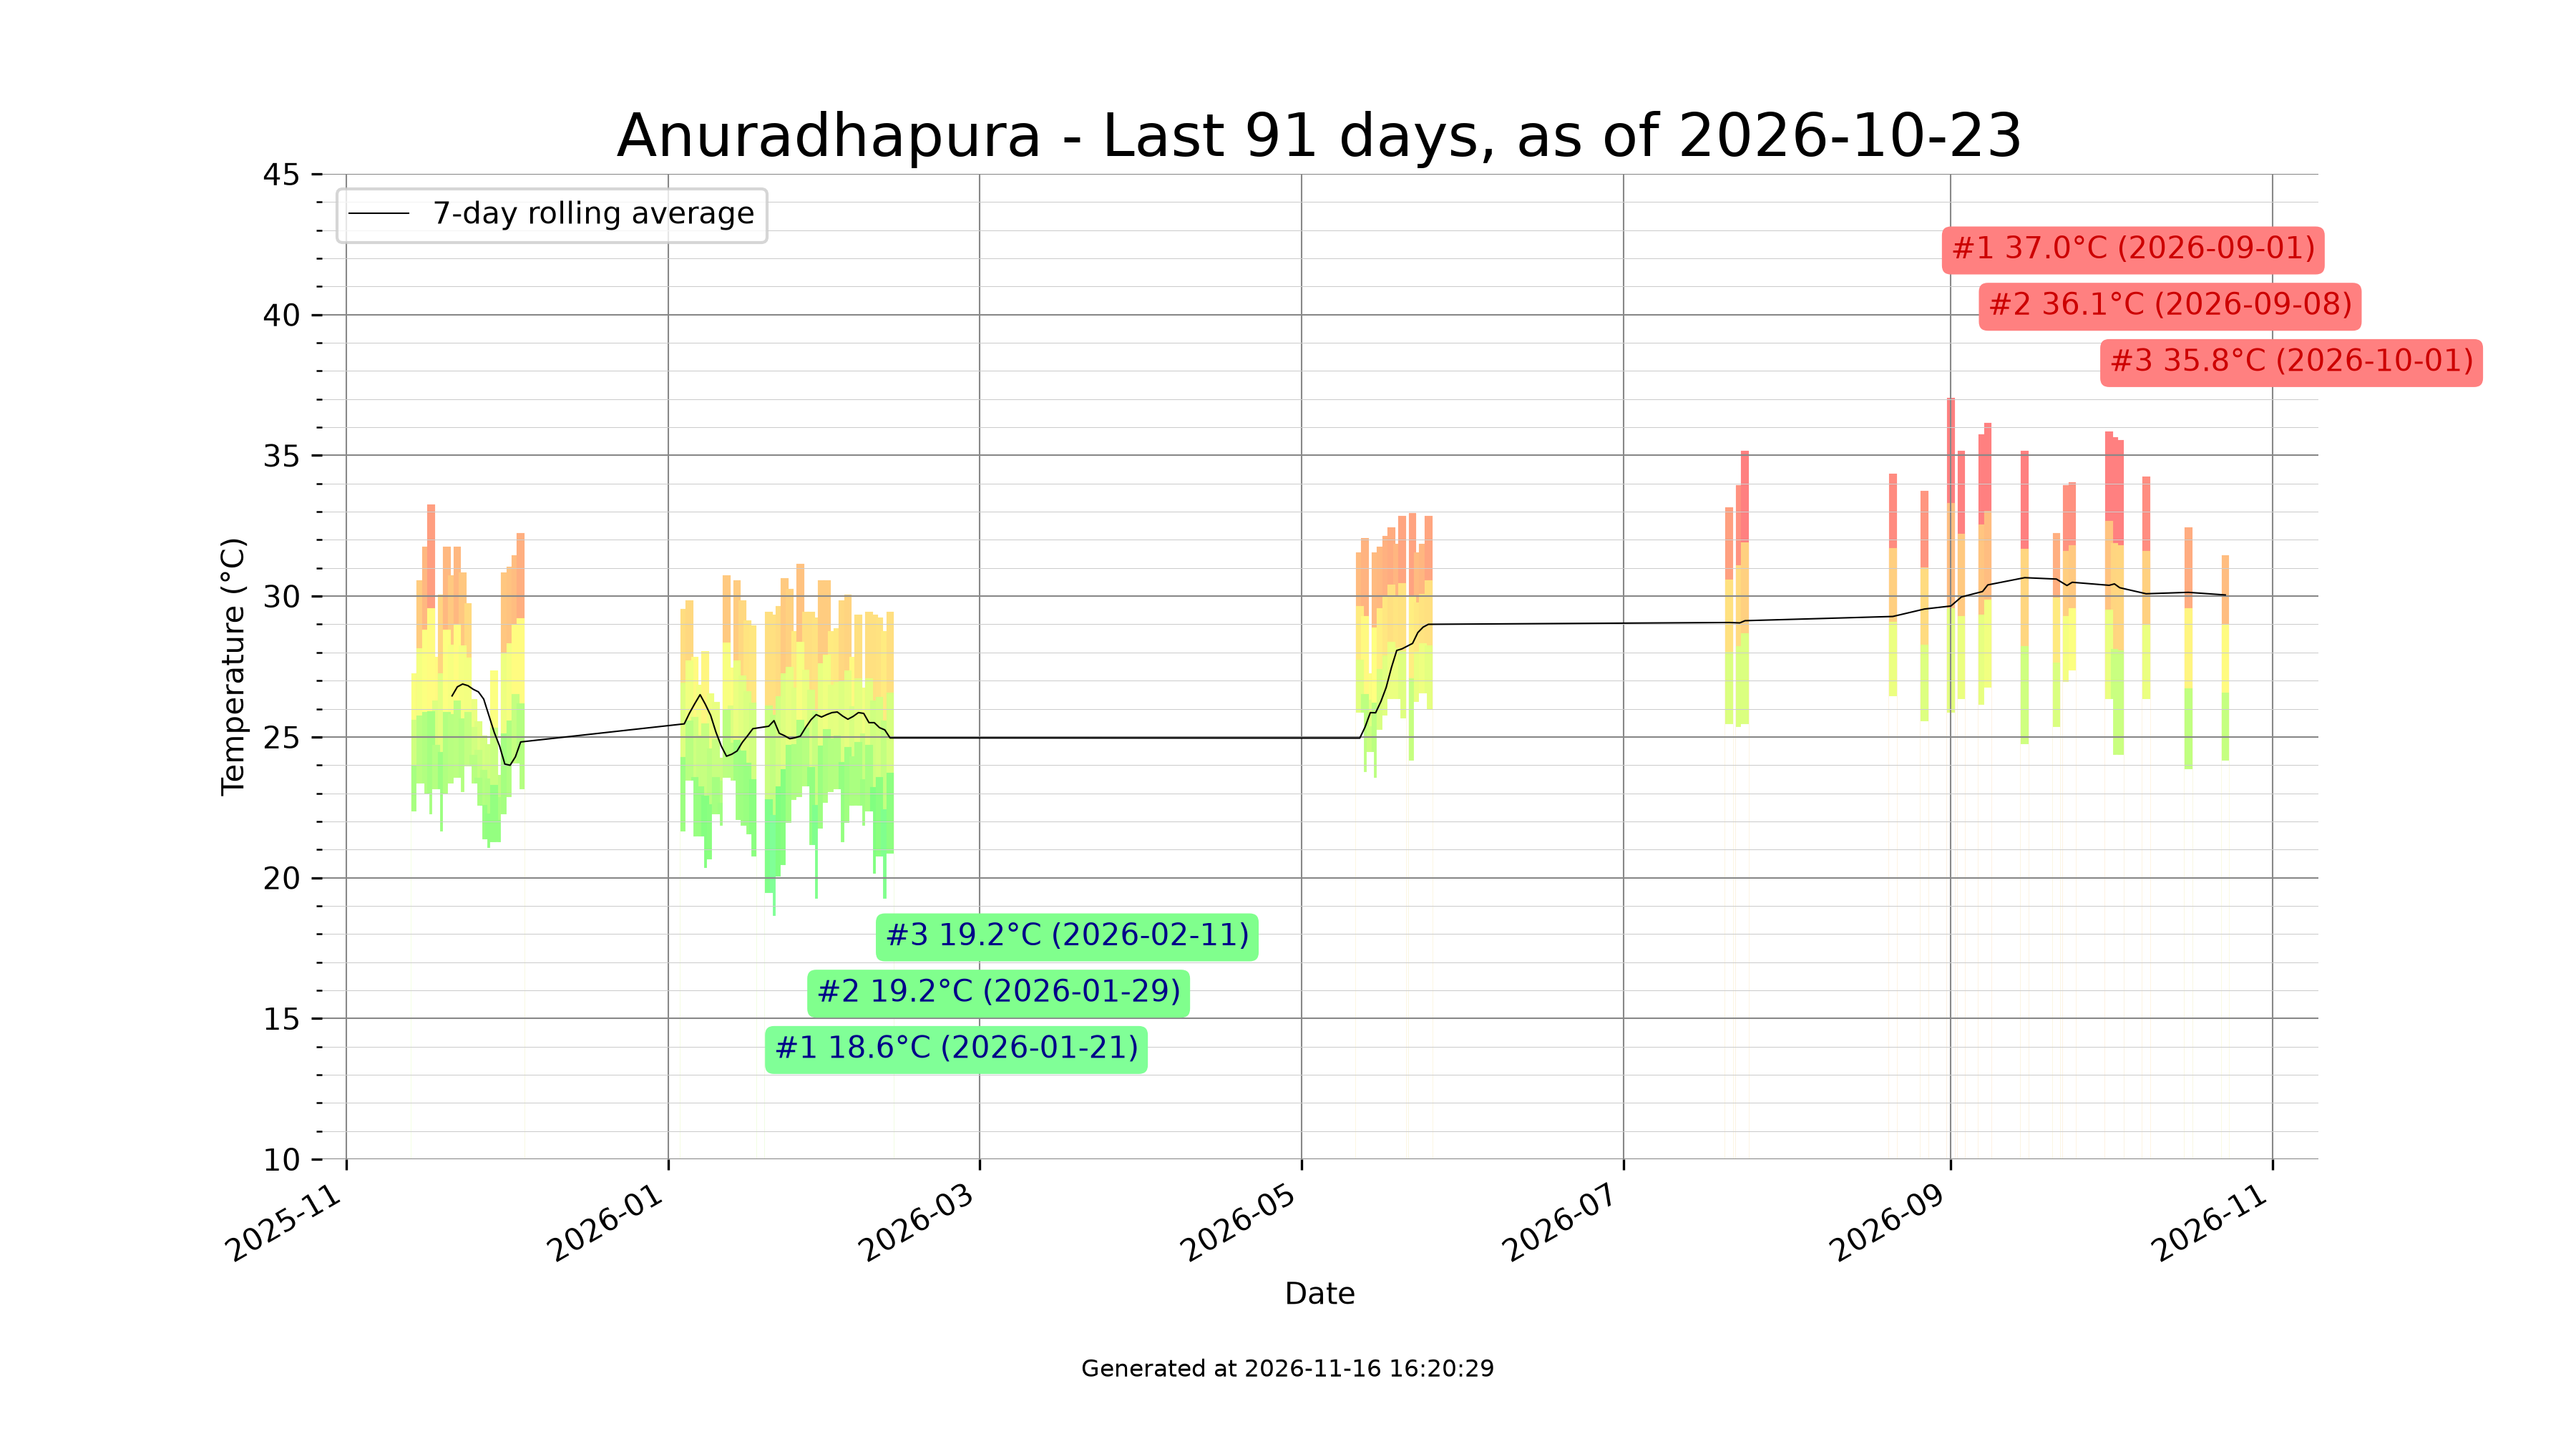 Anuradhapura - Last 91 days, as of 2026-10-23
7-day rolling average
#1 37.0°C (2026-09-01)
#2 36.1°C (2026-09-08)
#3 35.8°C (2026-10-01)
#3 19.2°C (2026-02-11)
#2 19.2°C (2026-01-29)
#1 18.6°C (2026-01-21)
Temperature (°C)
45
40
35
30
25
20
15
10
2025-11
2026-01
2026-03
2026-05
2026-07
2026-09
2026-11
Date
Generated at 2026-11-16 16:20:29